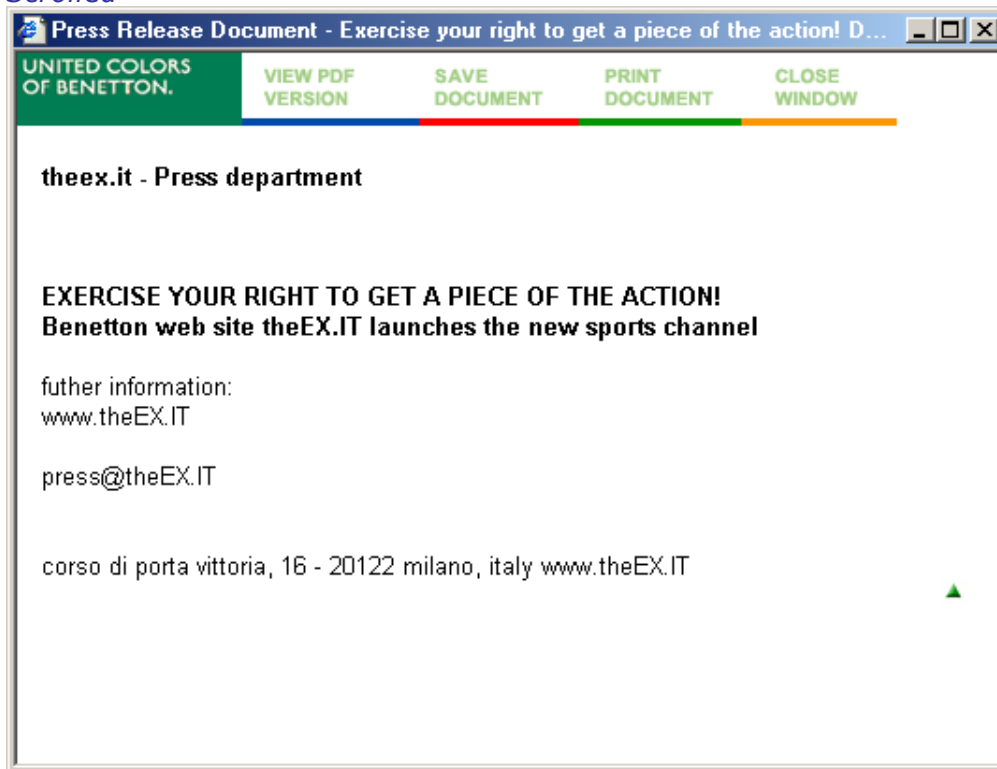 Press Release Document - Exercise your right to get a piece of the action! D...
UNITED COLORS
OF BENETTON.
VIEW PDF
VERSION
SAVE
DOCUMENT
PRINT
DOCUMENT
CLOSE
WINDOW
theex.it - Press department
EXERCISE YOUR RIGHT TO GET A PIECE OF THE ACTION!
Benetton web site theEX.IT launches the new sports channel
futher information:
www.theEX.IT
press@theEX.IT
corso di porta vittoria, 16 - 20122 milano, italy www.theEX.IT